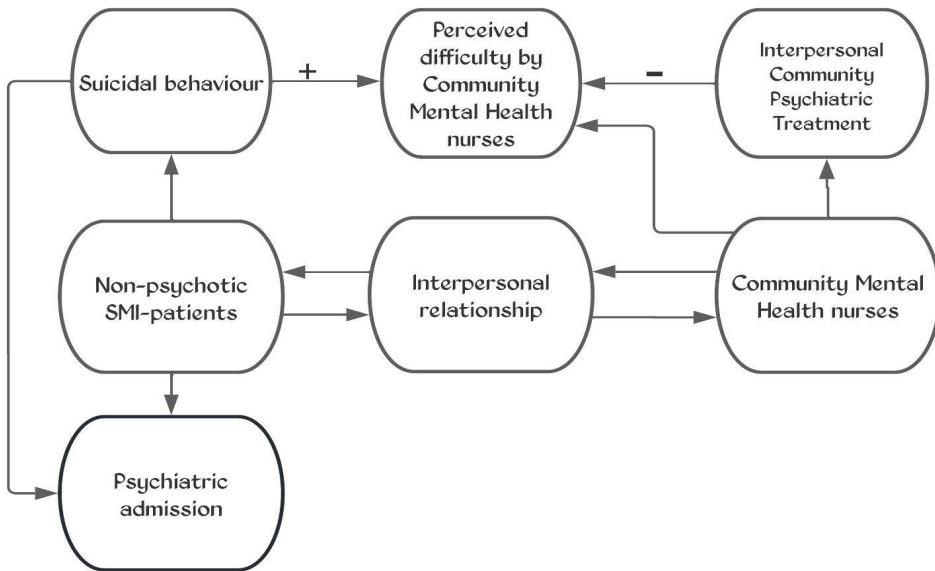 Suicidal behaviour
+
Perceived
difficulty by
Community
Mental Health
nurses
-
Interpersonal
Community
Psychiatric
Treatment
Non-psychotic
SMI-patients
Interpersonal
relationship
Community Mental
Health nurses
Psychiatric
admission